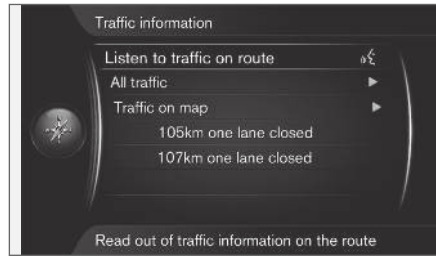 Traffic information
Listen to traffic on route
All traffic
Traffic on map
105km one lane closed
107km one lane closed
Read out of traffic information on the route